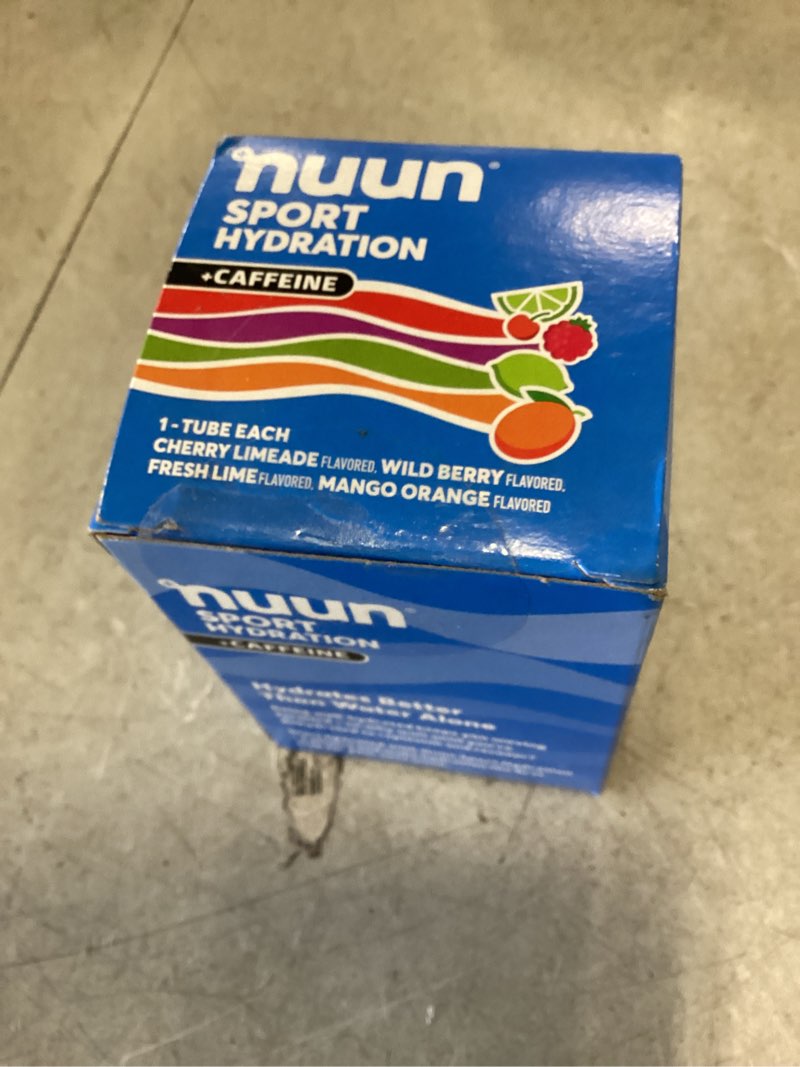 nuun
SPORT
HYDRATION
+CAFFEINE
1-TUBE EACH
CHERRY LIMEADE FLAVORED, WILD BERRY FLAVORED,
FRESH LIME FLAVORED, MANGO ORANGE FLAVORED
nuun
SPORT
HYDRATION
+CAFFEINE
Hydrates Better
Than Water Alone